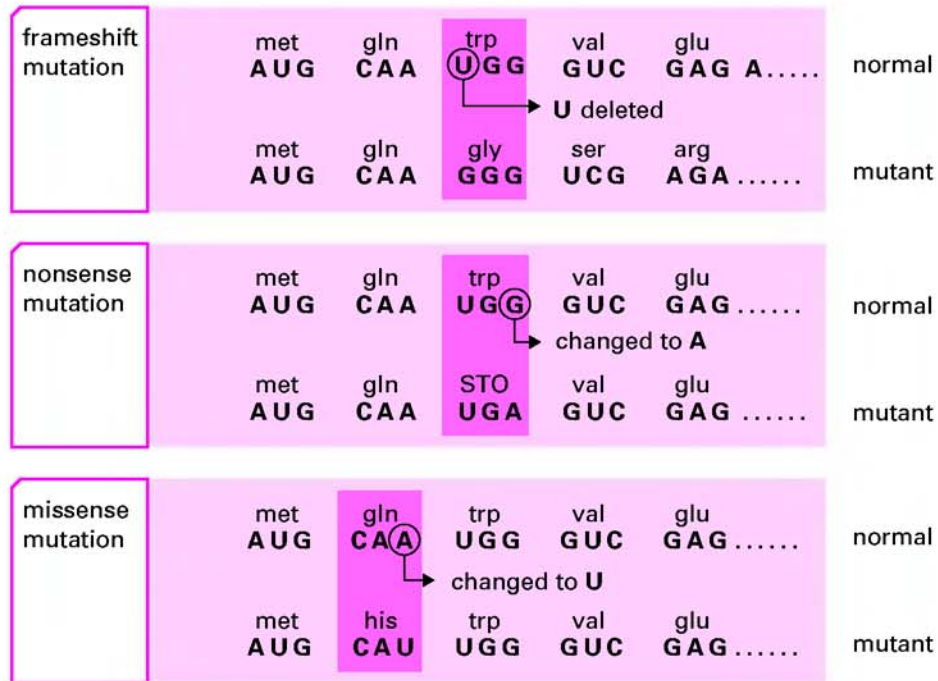 frameshift mutation
met gln trp val glu
AUG CAA UGG GUC GAG A..... normal
U deleted
met gln gly ser arg
AUG CAA GGG UCG AGA...... mutant
nonsense mutation
met gln trp val glu
AUG CAA UGG GUC GAG...... normal
changed to A
met gln STO val glu
AUG CAA UGA GUC GAG ...... mutant
missense mutation
met gln trp val glu
AUG CAA UGG GUC GAG...... normal
changed to U
met his trp val glu
AUG CAU UGG GUC GAG...... mutant